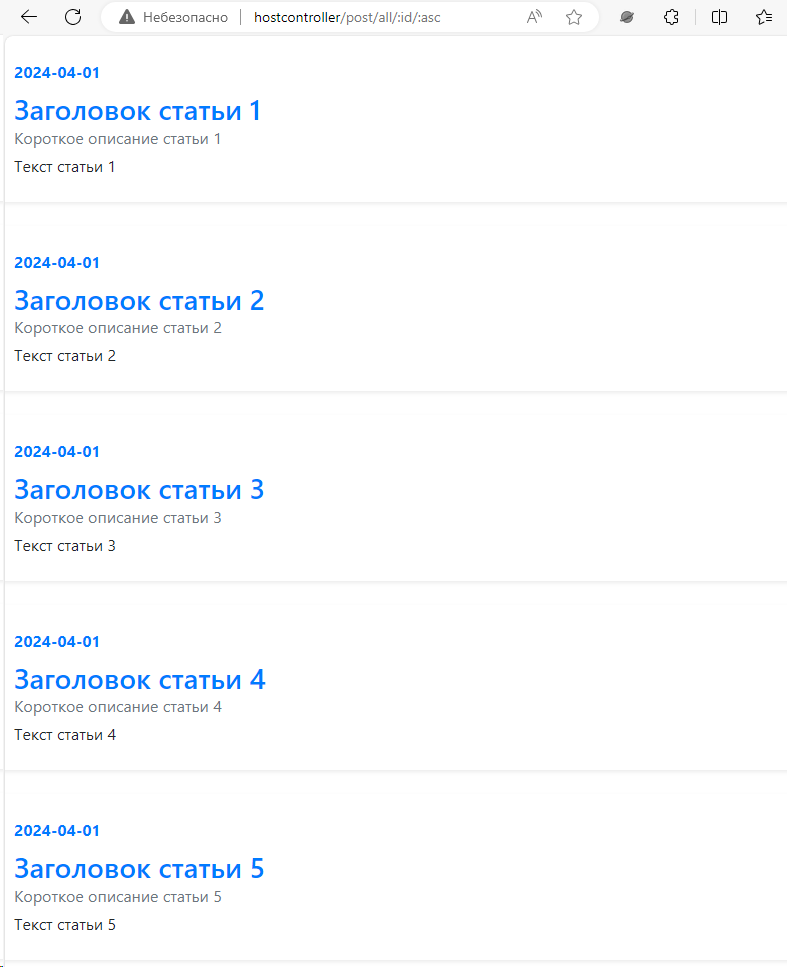 Небезопасно hostcontroller/post/all/:id/:asc
2024-04-01
Заголовок статьи 1
Короткое описание статьи 1
Текст статьи 1
2024-04-01
Заголовок статьи 2
Короткое описание статьи 2
Текст статьи 2
2024-04-01
Заголовок статьи 3
Короткое описание статьи 3
Текст статьи 3
2024-04-01
Заголовок статьи 4
Короткое описание статьи 4
Текст статьи 4
2024-04-01
Заголовок статьи 5
Короткое описание статьи 5
Текст статьи 5